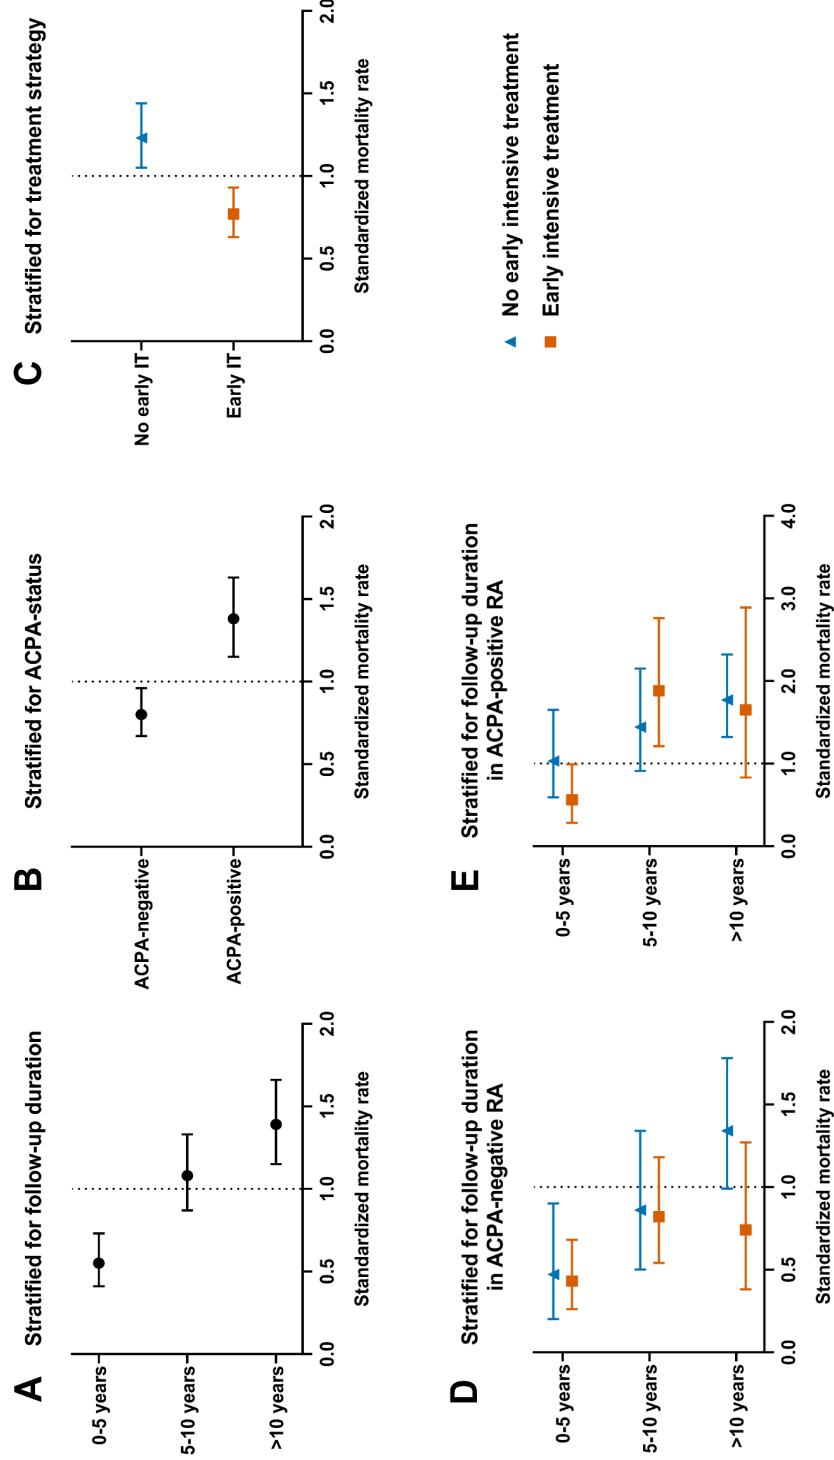 A
Stratified for follow-up duration
0-5 years
5-10 years
>10 years
0.0 0.5 1.0 1.5 2.0
Standardized mortality rate
B
Stratified for ACPA-status
ACPA-negative
ACPA-positive
0.0 0.5 1.0 1.5 2.0
Standardized mortality rate
C
Stratified for treatment strategy
No early IT
Early IT
0.0 0.5 1.0 1.5 2.0
Standardized mortality rate
D
Stratified for follow-up duration
in ACPA-negative RA
0-5 years
5-10 years
>10 years
0.0 0.5 1.0 1.5 2.0
Standardized mortality rate
E
Stratified for follow-up duration
in ACPA-positive RA
0-5 years
5-10 years
>10 years
0.0 1.0 2.0 3.0 4.0
Standardized mortality rate
No early intensive treatment
Early intensive treatment